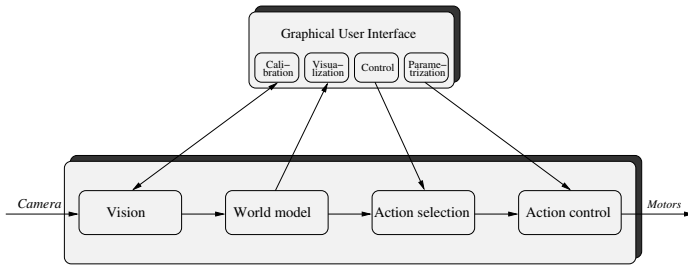 Graphical User Interface
Cali–
bration
Visua–
lization
Control
Parame–
trization
Camera
Vision
World model
Action selection
Action control
Motors